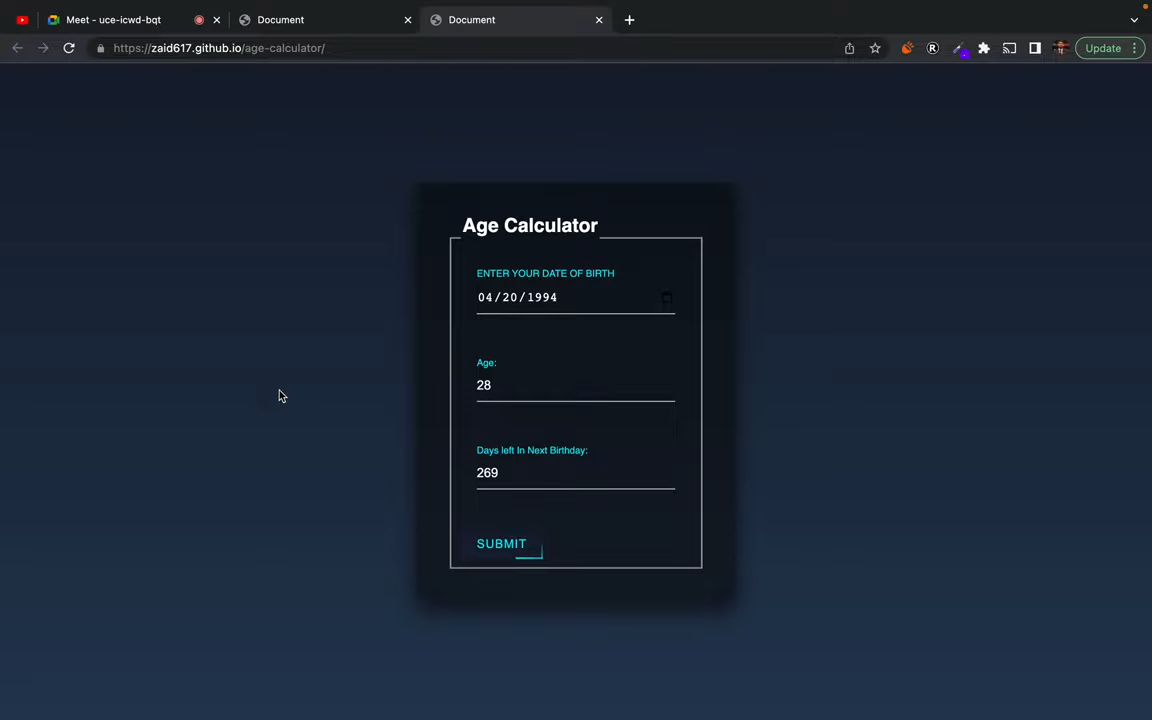 Meet - uce-icwd-bqt
Document
Document
https://zaid617.github.io/age-calculator/
Update
Age Calculator
ENTER YOUR DATE OF BIRTH
04/20/1994
Age:
28
Days left In Next Birthday:
269
SUBMIT